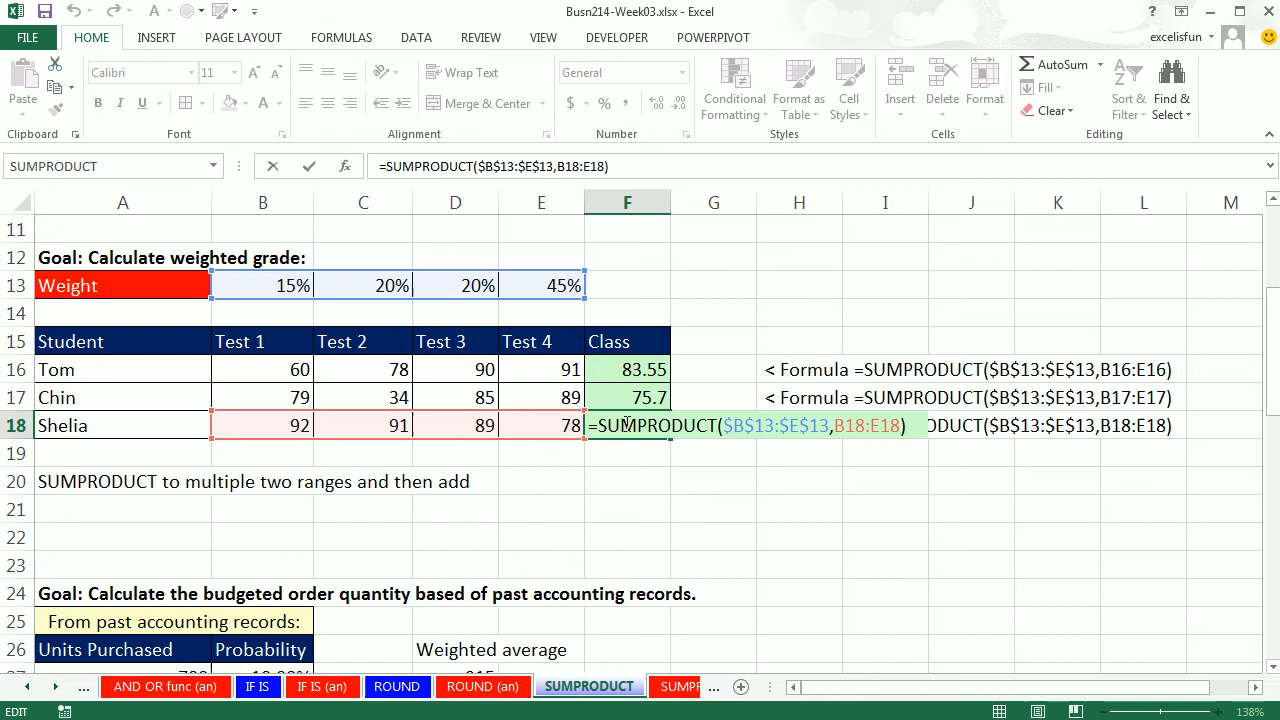 Busn214-Week03.xlsx - Excel
FILE HOME INSERT PAGE LAYOUT FORMULAS DATA REVIEW VIEW DEVELOPER POWERPIVOT excelisfun
Paste
Calibri 11
B I U
Wrap Text
Merge & Center
General
$ % ,
Conditional Formatting
Format as Table
Cell Styles
Insert
Delete
Format
AutoSum
Fill
Clear
Sort & Filter
Find & Select
Clipboard Font Alignment Number Styles Cells Editing
SUMPRODUCT fx =SUMPRODUCT($B$13:$E$13,B18:E18)
A B C D E F G H I J K L M
11
12 Goal: Calculate weighted grade:
13 Weight 15% 20% 20% 45%
14
15 Student Test 1 Test 2 Test 3 Test 4 Class
16 Tom 60 78 90 91 83.55 < Formula =SUMPRODUCT($B$13:$E$13,B16:E16)
17 Chin 79 34 85 89 75.7 < Formula =SUMPRODUCT($B$13:$E$13,B17:E17)
18 Shelia 92 91 89 78 =SUMPRODUCT($B$13:$E$13,B18:E18) ODUCT($B$13:$E$13,B18:E18)
19
20 SUMPRODUCT to multiple two ranges and then add
21
22
23
24 Goal: Calculate the budgeted order quantity based of past accounting records.
25 From past accounting records:
26 Units Purchased Probability Weighted average
... AND OR func (an) IF IS IF IS (an) ROUND ROUND (an) SUMPRODUCT SUMPR ...
EDIT 138%